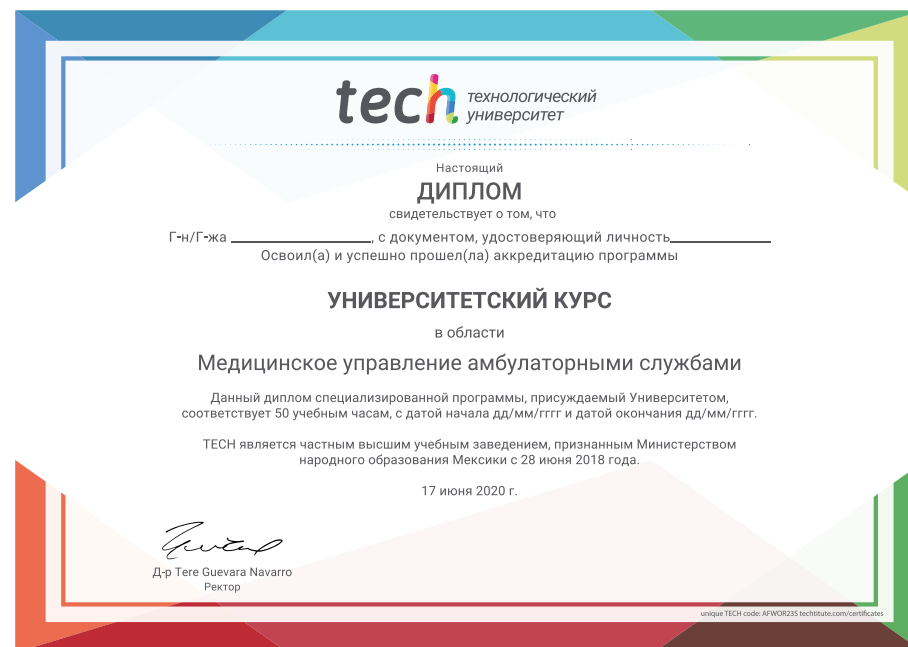 tech технологический
университет
Настоящий
ДИПЛОМ
свидетельствует о том, что
Г-н/Г-жа ________________, с документом, удостоверяющий личность____________
Освоил(а) и успешно прошел(ла) аккредитацию программы
УНИВЕРСИТЕТСКИЙ КУРС
в области
Медицинское управление амбулаторными службами
Данный диплом специализированной программы, присуждаемый Университетом,
соответствует 50 учебным часам, с датой начала дд/мм/гггг и датой окончания дд/мм/гггг.
TECH является частным высшим учебным заведением, признанным Министерством
народного образования Мексики с 28 июня 2018 года.
17 июня 2020 г.
Д-р Tere Guevara Navarro
Ректор
unique TECH code: AFWOR23S techtitute.com/certificates